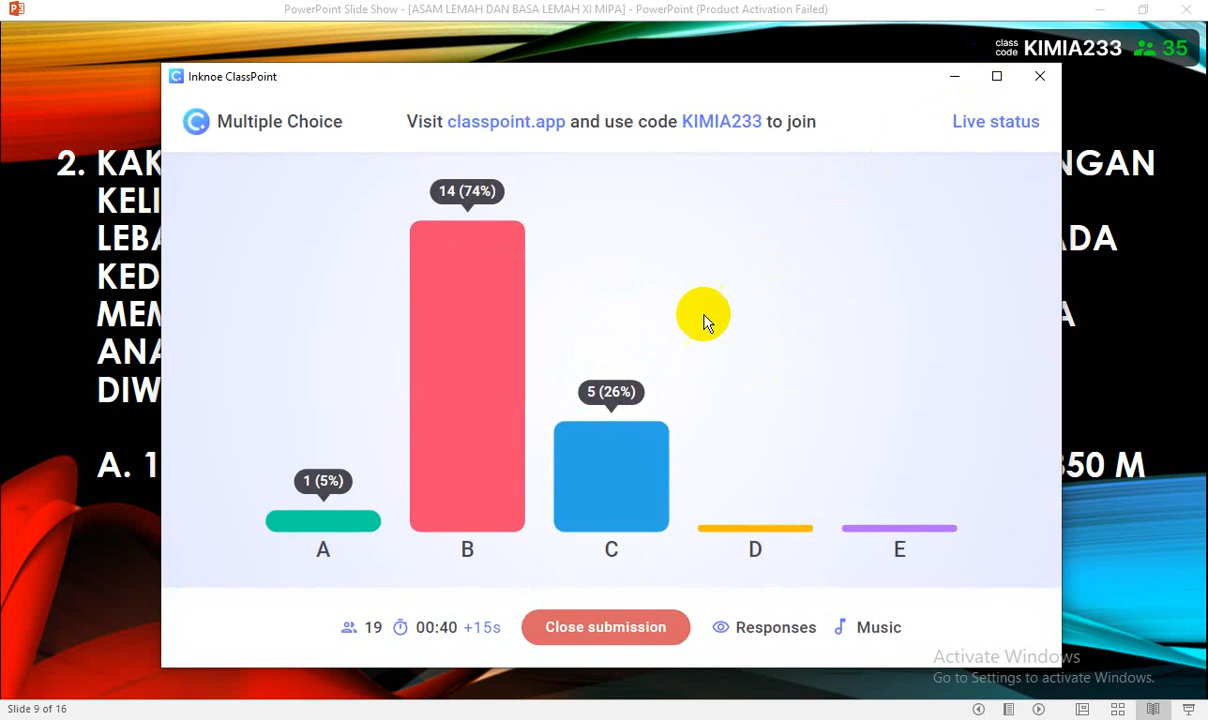 PowerPoint Slide Show - [ASAM LEMAH DAN BASA LEMAH XI MIPA] - PowerPoint (Product Activation Failed)
class code KIMIA233 35
Inknoe ClassPoint
Multiple Choice
Visit classpoint.app and use code KIMIA233 to join
Live status
2. KAK
NGAN
KELI
LEBA
ADA
KED
MEM
A
ANA
DIW
A. 1
350 M
14 (74%)
5 (26%)
1 (5%)
A B C D E
19 00:40 +15s Close submission Responses Music
Activate Windows
Go to Settings to activate Windows.
Slide 9 of 16